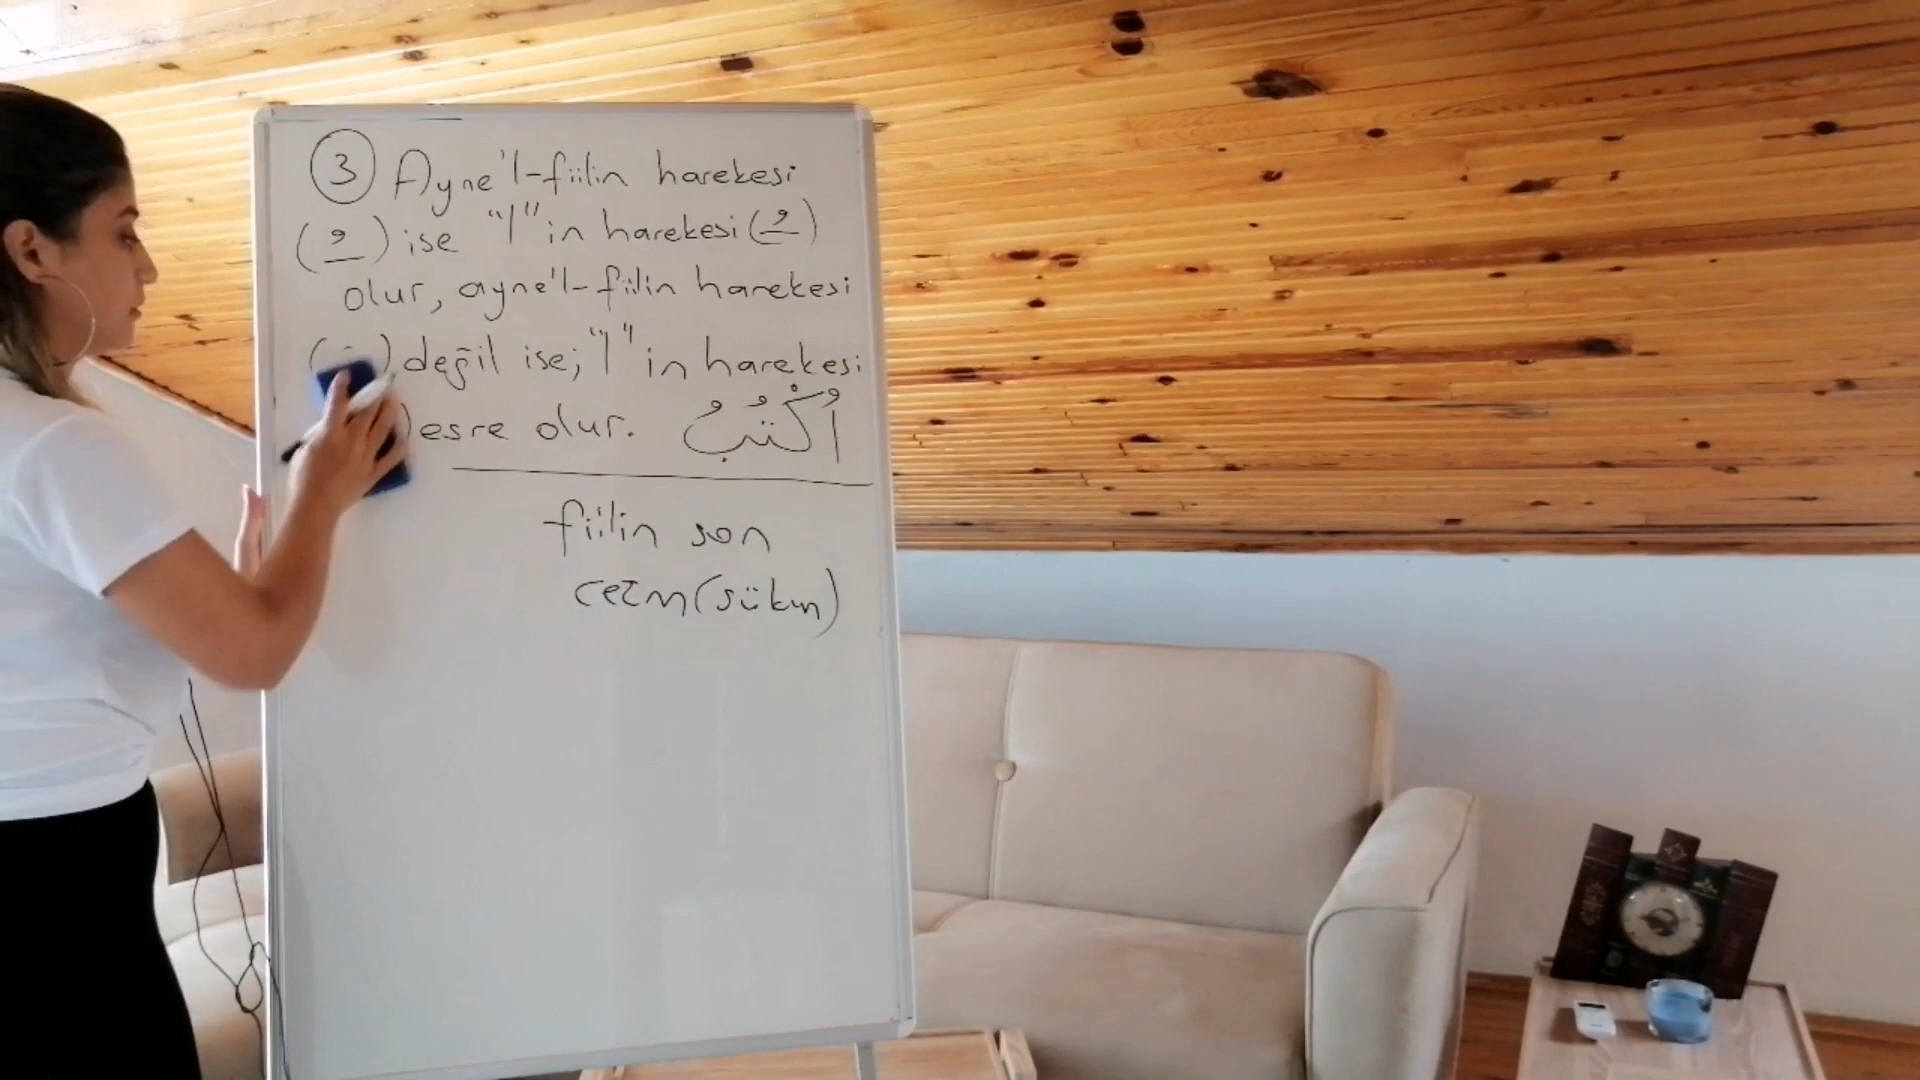 3 Ayne'l-fiilin harekesi
(ُ) ise "ا" in harekesi (ُ)
olur, ayne'l-fiilin harekesi
değil ise; "ا" in harekesi
esre olur. اُكْتُبُ
fiilin son
cezm (sükun)